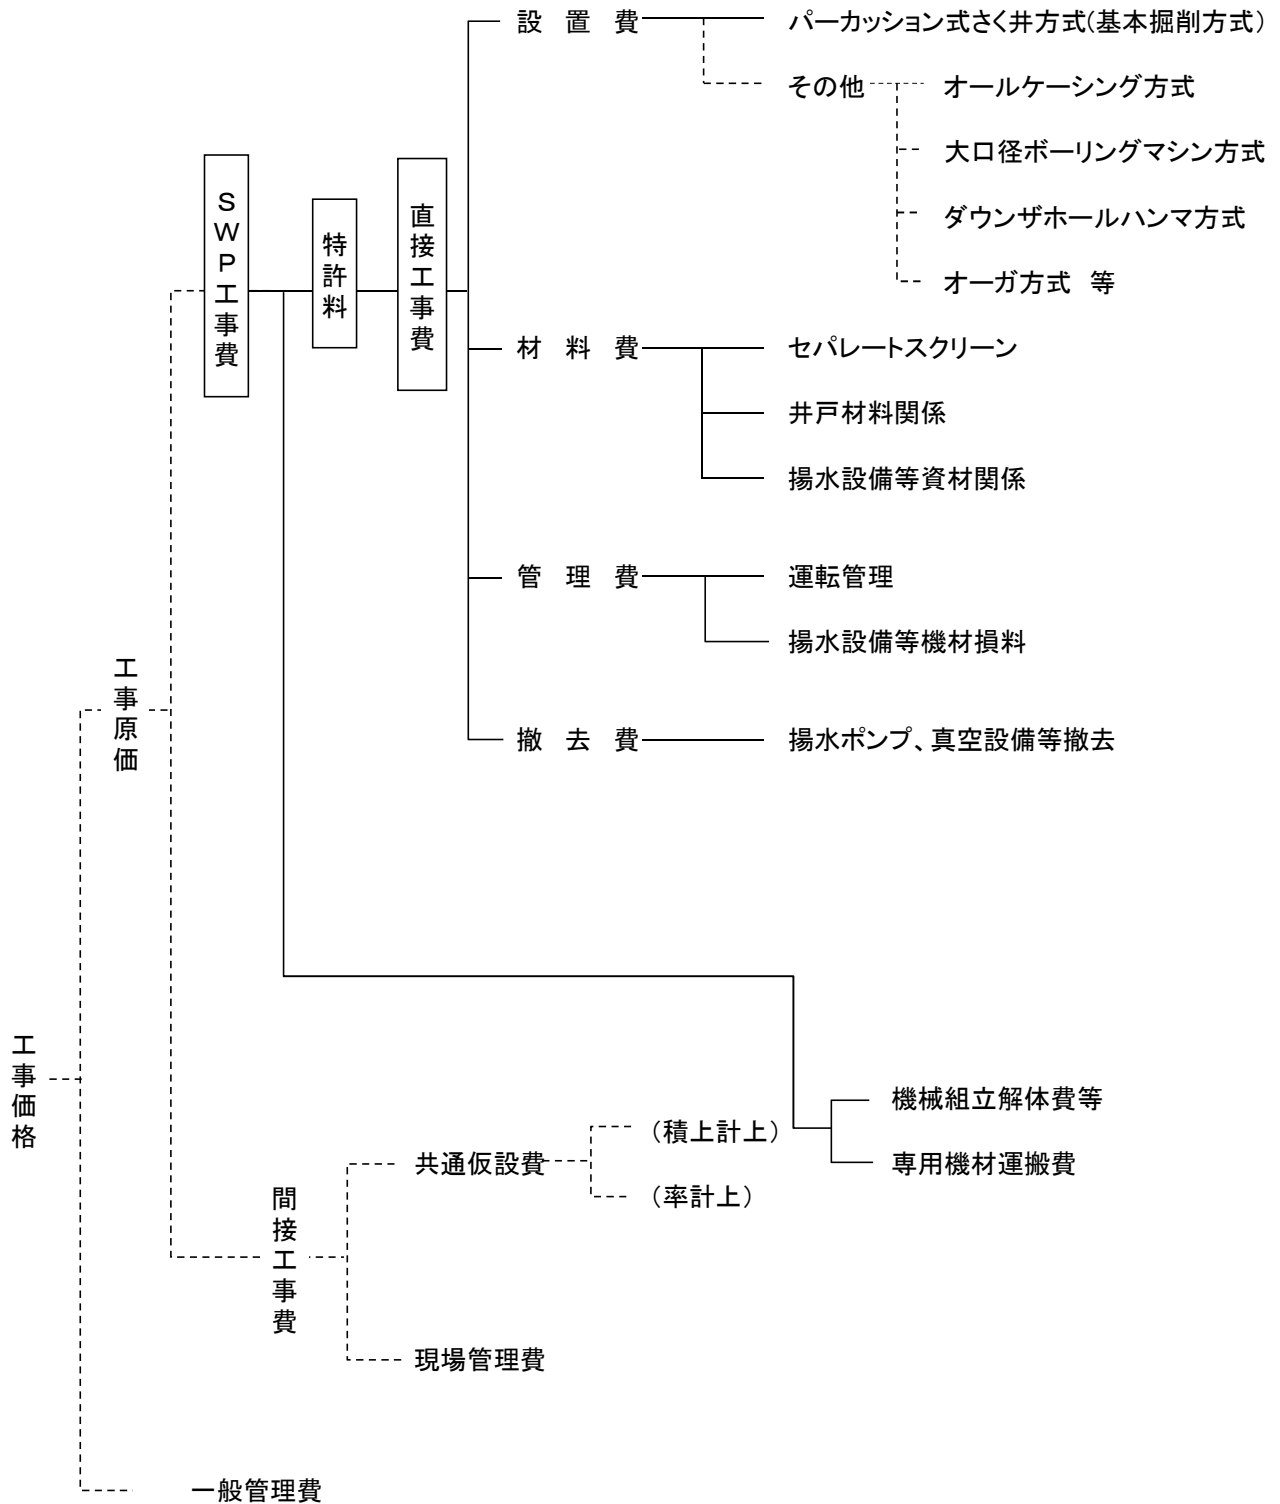 設 置 費
パーカッション式さく井方式(基本掘削方式)
その他
オールケーシング方式
大口径ボーリングマシン方式
ダウンザホールハンマ方式
オーガ方式 等
SWP工事費
特許料
直接工事費
材 料 費
セパレートスクリーン
井戸材料関係
揚水設備等資材関係
管 理 費
運転管理
揚水設備等機材損料
撤 去 費
揚水ポンプ、真空設備等撤去
工事原価
工事価格
機械組立解体費等
専用機材運搬費
間接工事費
共通仮設費
(積上計上)
(率計上)
現場管理費
一般管理費